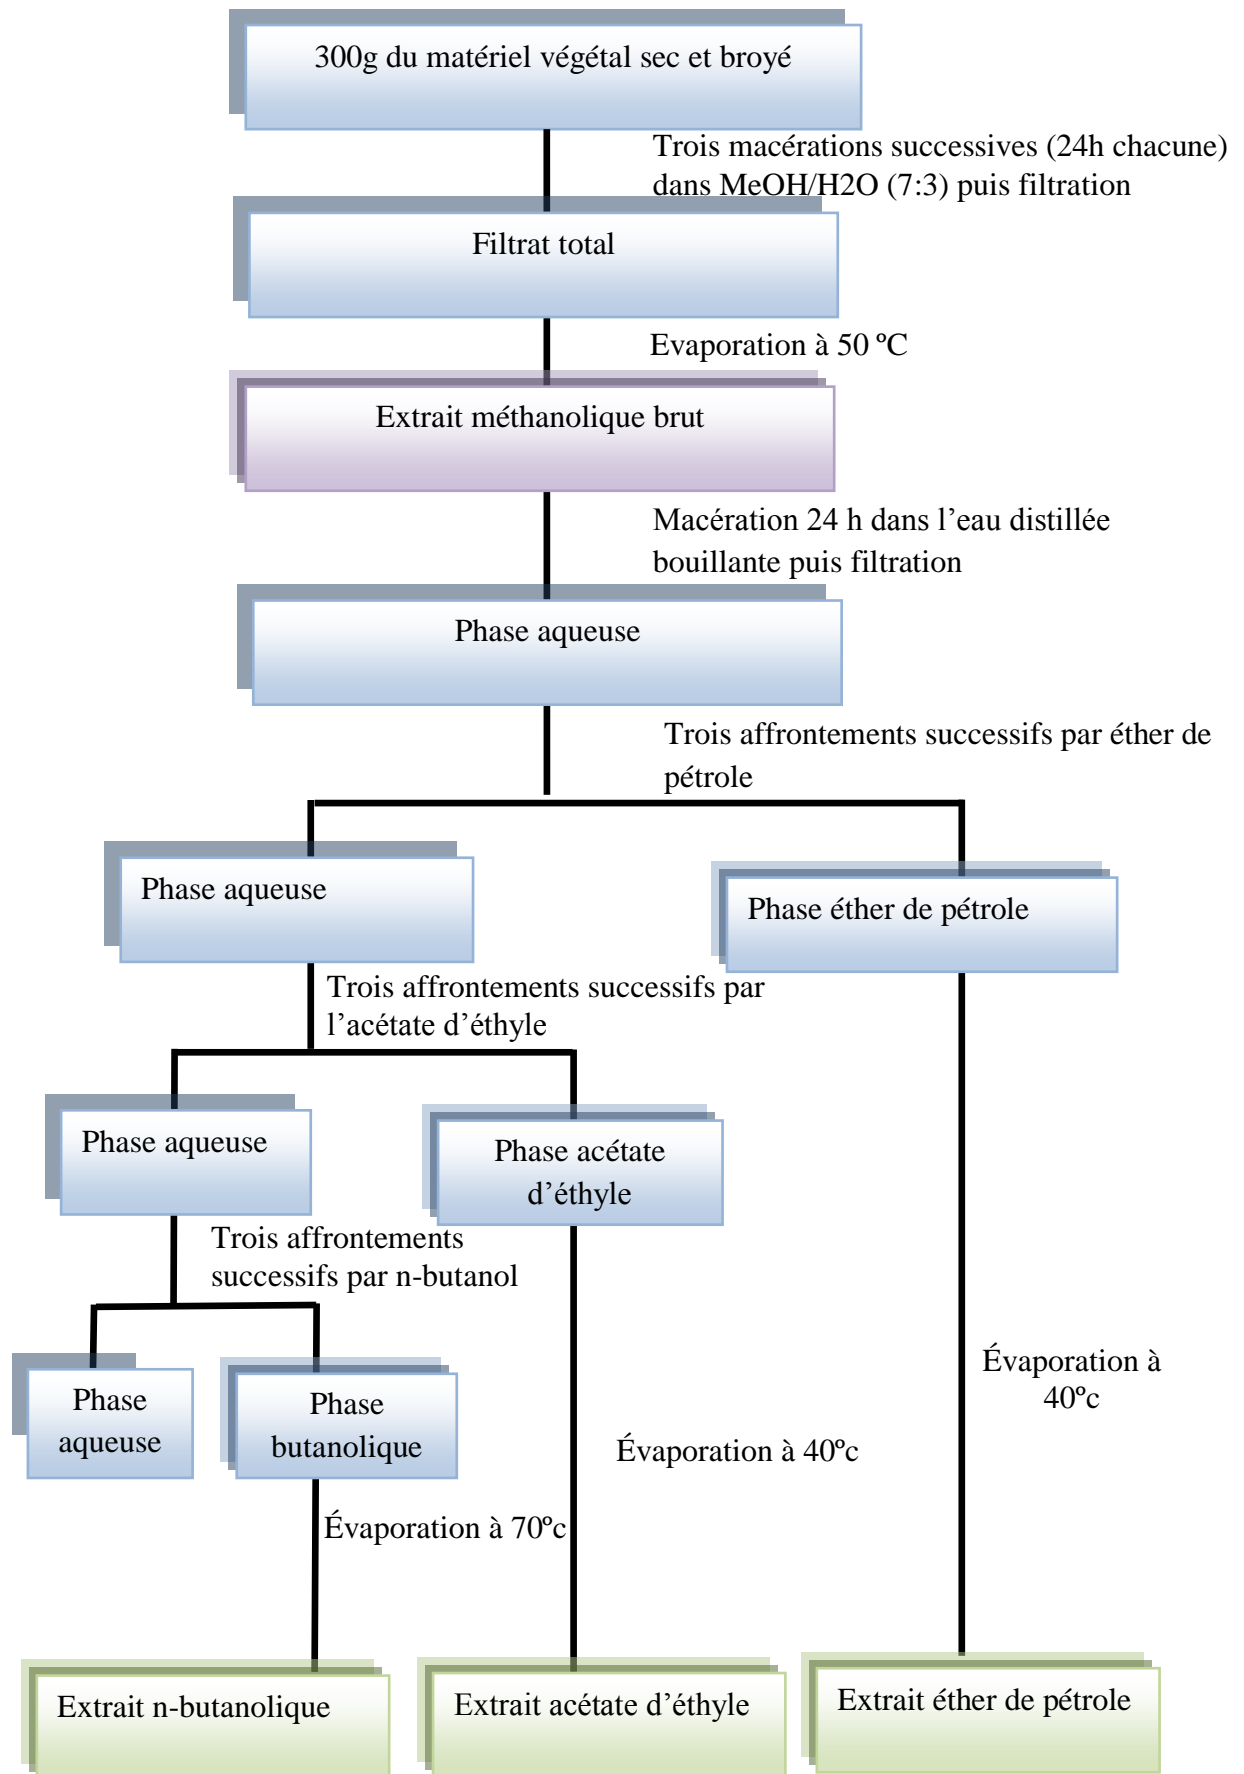 300g du matériel végétal sec et broyé
Trois macérations successives (24h chacune)
dans MeOH/H2O (7:3) puis filtration
Filtrat total
Evaporation à 50 ºC
Extrait méthanolique brut
Macération 24 h dans l’eau distillée
bouillante puis filtration
Phase aqueuse
Trois affrontements successifs par éther de
pétrole
Phase aqueuse
Phase éther de pétrole
Trois affrontements successifs par
l’acétate d’éthyle
Phase aqueuse
Phase acétate
d’éthyle
Trois affrontements
successifs par n-butanol
Phase
aqueuse
Phase
butanolique
Évaporation à
40ºc
Évaporation à 40ºc
Évaporation à 70ºc
Extrait n-butanolique
Extrait acétate d’éthyle
Extrait éther de pétrole